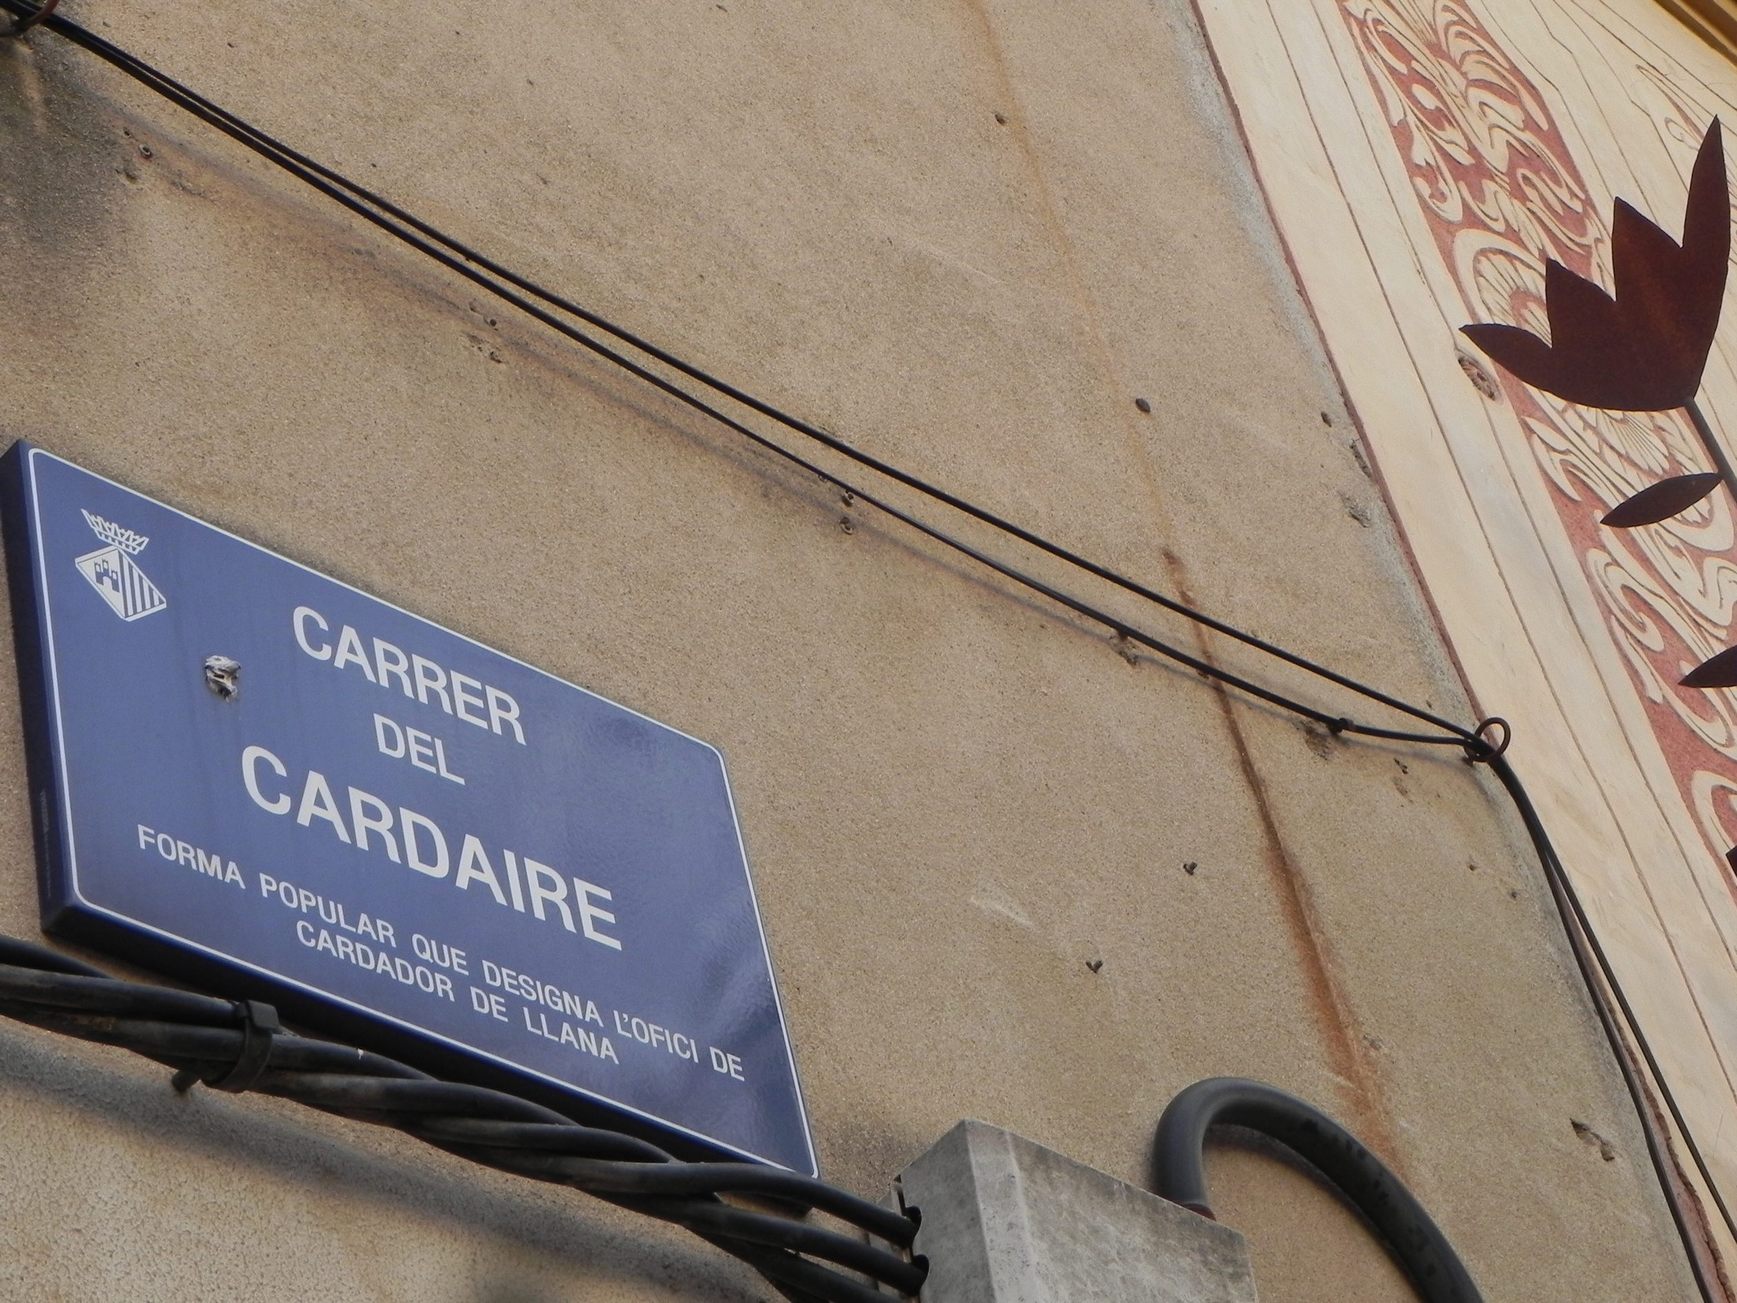 CARRER
DEL
CARDAIRE
FORMA POPULAR QUE DESIGNA L'OFICI DE
CARDADOR DE LLANA